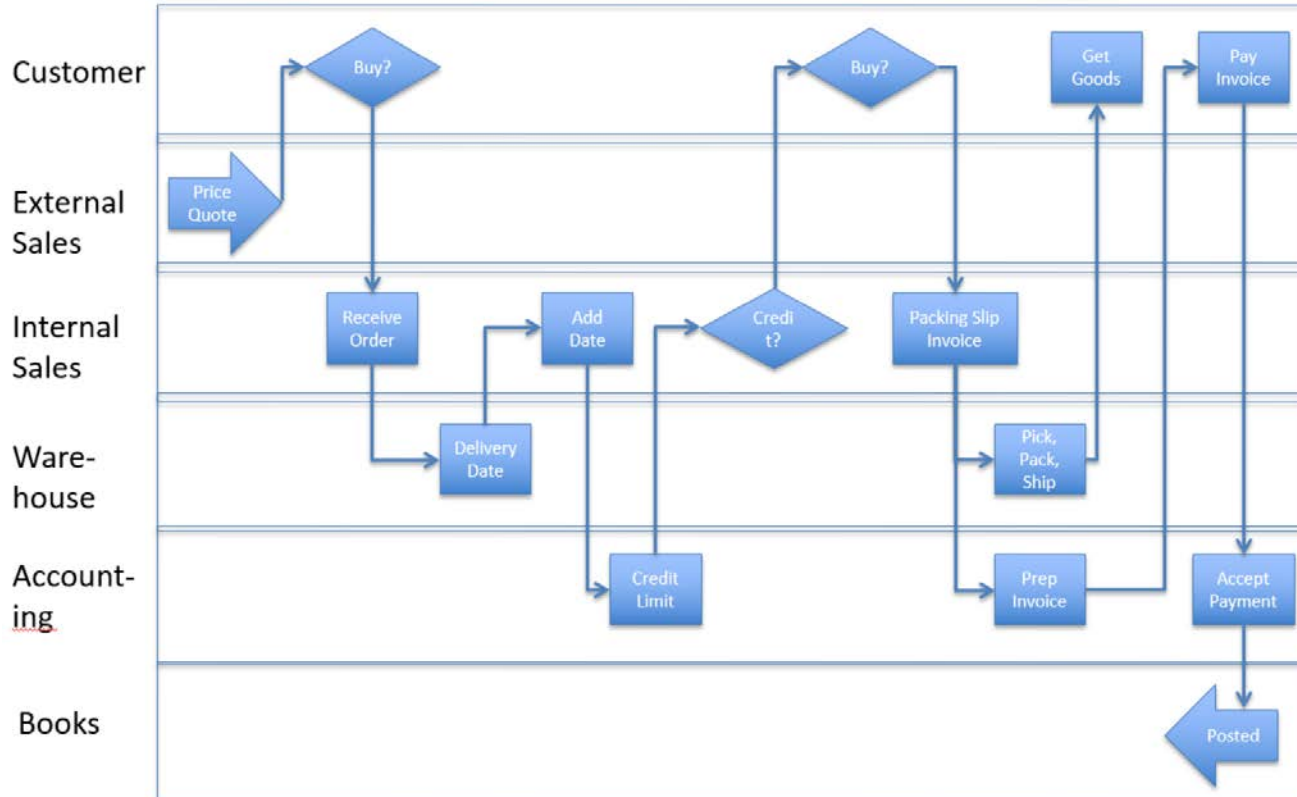 Customer
Buy?
Buy?
Get
Goods
Pay
Invoice
External
Sales
Price
Quote
Internal
Sales
Receive
Order
Add
Date
Credi
t?
Packing Slip
Invoice
Ware-
house
Delivery
Date
Pick,
Pack,
Ship
Account-
ing
Credit
Limit
Prep
Invoice
Accept
Payment
Books
Posted